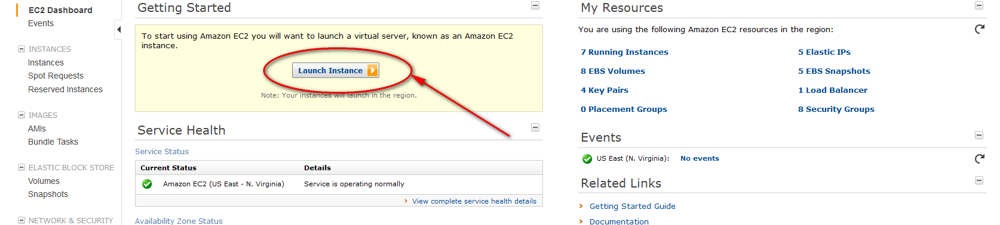 EC2 Dashboard
Events
INSTANCES
Instances
Spot Requests
Reserved Instances
IMAGES
AMIs
Bundle Tasks
ELASTIC BLOCK STORE
Volumes
Snapshots
NETWORK & SECURITY
Getting Started
To start using Amazon EC2 you will want to launch a virtual server, known as an Amazon EC2
instance.
Launch Instance
Note: Your instances will launch in the region.
Service Health
Service Status
Current Status Details
Amazon EC2 (US East - N. Virginia) Service is operating normally
View complete service health details
Availability Zone Status
My Resources
You are using the following Amazon EC2 resources in the region:
7 Running Instances 5 Elastic IPs
8 EBS Volumes 5 EBS Snapshots
4 Key Pairs 1 Load Balancer
0 Placement Groups 8 Security Groups
Events
US East (N. Virginia): No events
Related Links
Getting Started Guide
Documentation